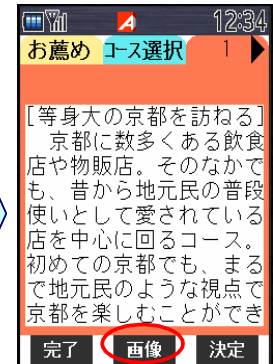 12:34
お薦め コース選択 1
[等身大の京都を訪ねる]
　京都に数多くある飲食
店や物販店。そのなかで
も、昔から地元民の普段
使いとして愛されている
店を中心に回るコース。
初めての京都でも、まる
で地元民のような視点で
京都を楽しむことができ
完了 画像 決定